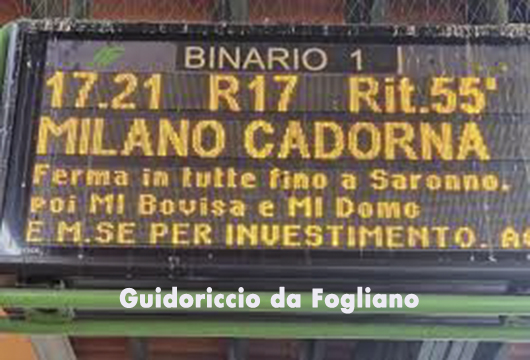 BINARIO 1
17.21 R17 Rit.55'
MILANO CADORNA
Ferma in tutte fino a Saronno.
poi MI Bovisa e MI Domo
E M.SE PER INVESTIMENTO. AS
Guidoriccio da Fogliano